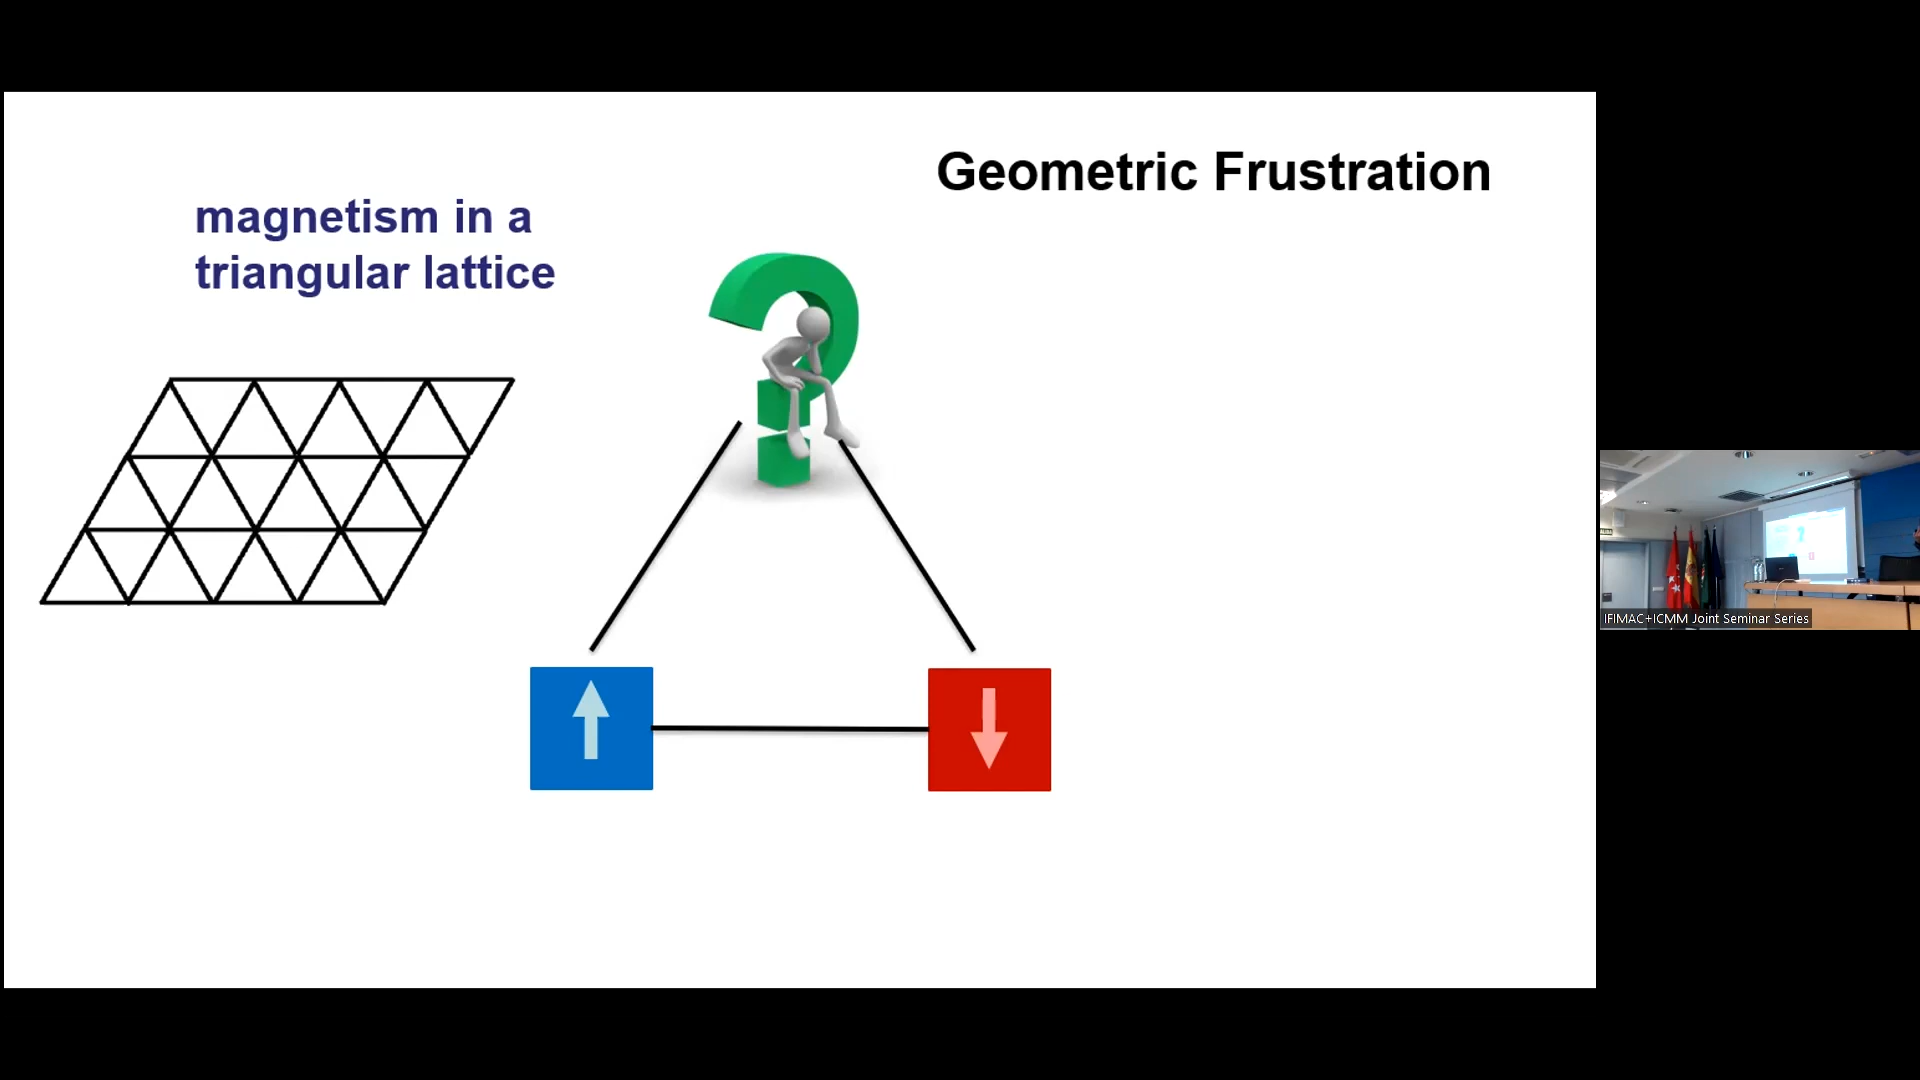 Geometric Frustration
magnetism in a
triangular lattice
IFIMAC+ICMM Joint Seminar Series